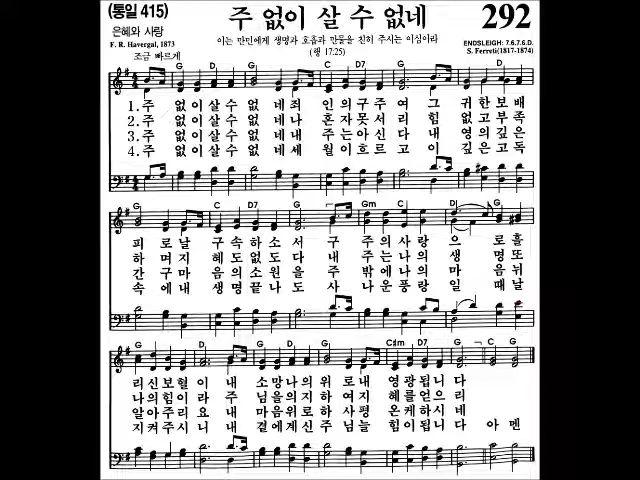 (통일 415)
주 없이 살 수 없네
292
은혜와 사랑
이는 만민에게 생명과 호흡과 만물을 친히 주시는 이심이라
(행 17:25)
F. R. Havergal, 1873
ENDSLEIGH: 7.6.7.6.D.
S. Ferreti(1817-1874)
조금 빠르게
G D G C D7 G
1. 주 없이 살 수 없 네 죄 인 의 구 주 여 그 귀 한 보 배
2. 주 없이 살 수 없 네 나 혼 자 못 서 리 힘 없 고 부 족
3. 주 없이 살 수 없 네 내 주 는 아 신 다 내 영 의 깊 은
4. 주 없이 살 수 없 네 세 월 이 흐 르 고 이 깊 은 고 독
G C D7 G Gm C D7 G
피 로 날 구 속 하 소 서 구 주 의 사 랑 으 로 흘
하 며 지 혜 도 없 도 다 내 주 는 나 의 생 명 또
간 구 마 음 의 소 원 을 주 밖 에 나 의 마 음 뉘
속 에 내 생 명 끝 나 도 사 나 운 풍 랑 일 때 날
D G C G C#m D7 G C G
리 신 보 혈 이 내 소 망 나 의 위 로 내 영 광 됩 니 다
나 의 힘 이 라 주 님 을 의 지 하 여 지 혜 를 얻 으 리
알 아 주 리 요 내 마 음 위 로 하 사 평 온 케 하 시 네
지 켜 주 시 니 내 곁 에 계 신 주 님 늘 힘 이 됩 니 다 아 멘